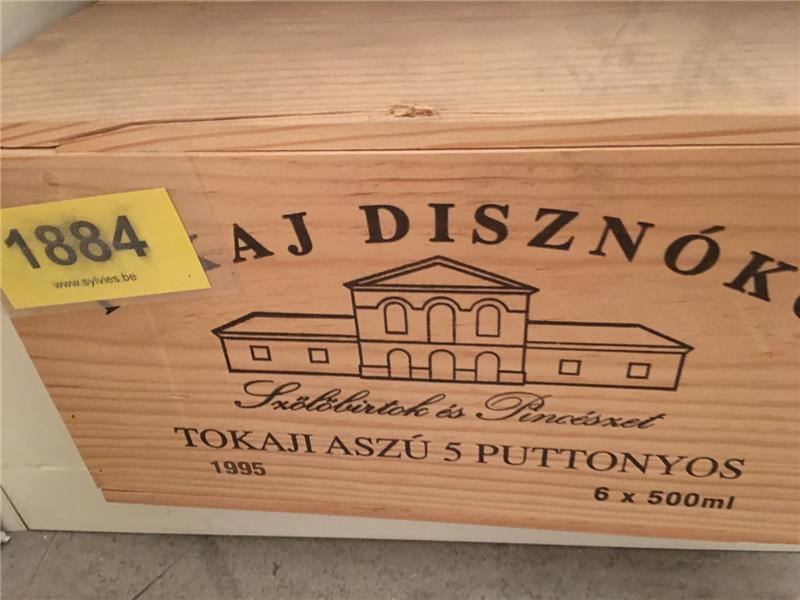 1884
www.sylvies.be
KAJ DISZNÓK
Szőlőbirtok és Pincészet
TOKAJI ASZÚ 5 PUTTONYOS
1995
6 x 500ml